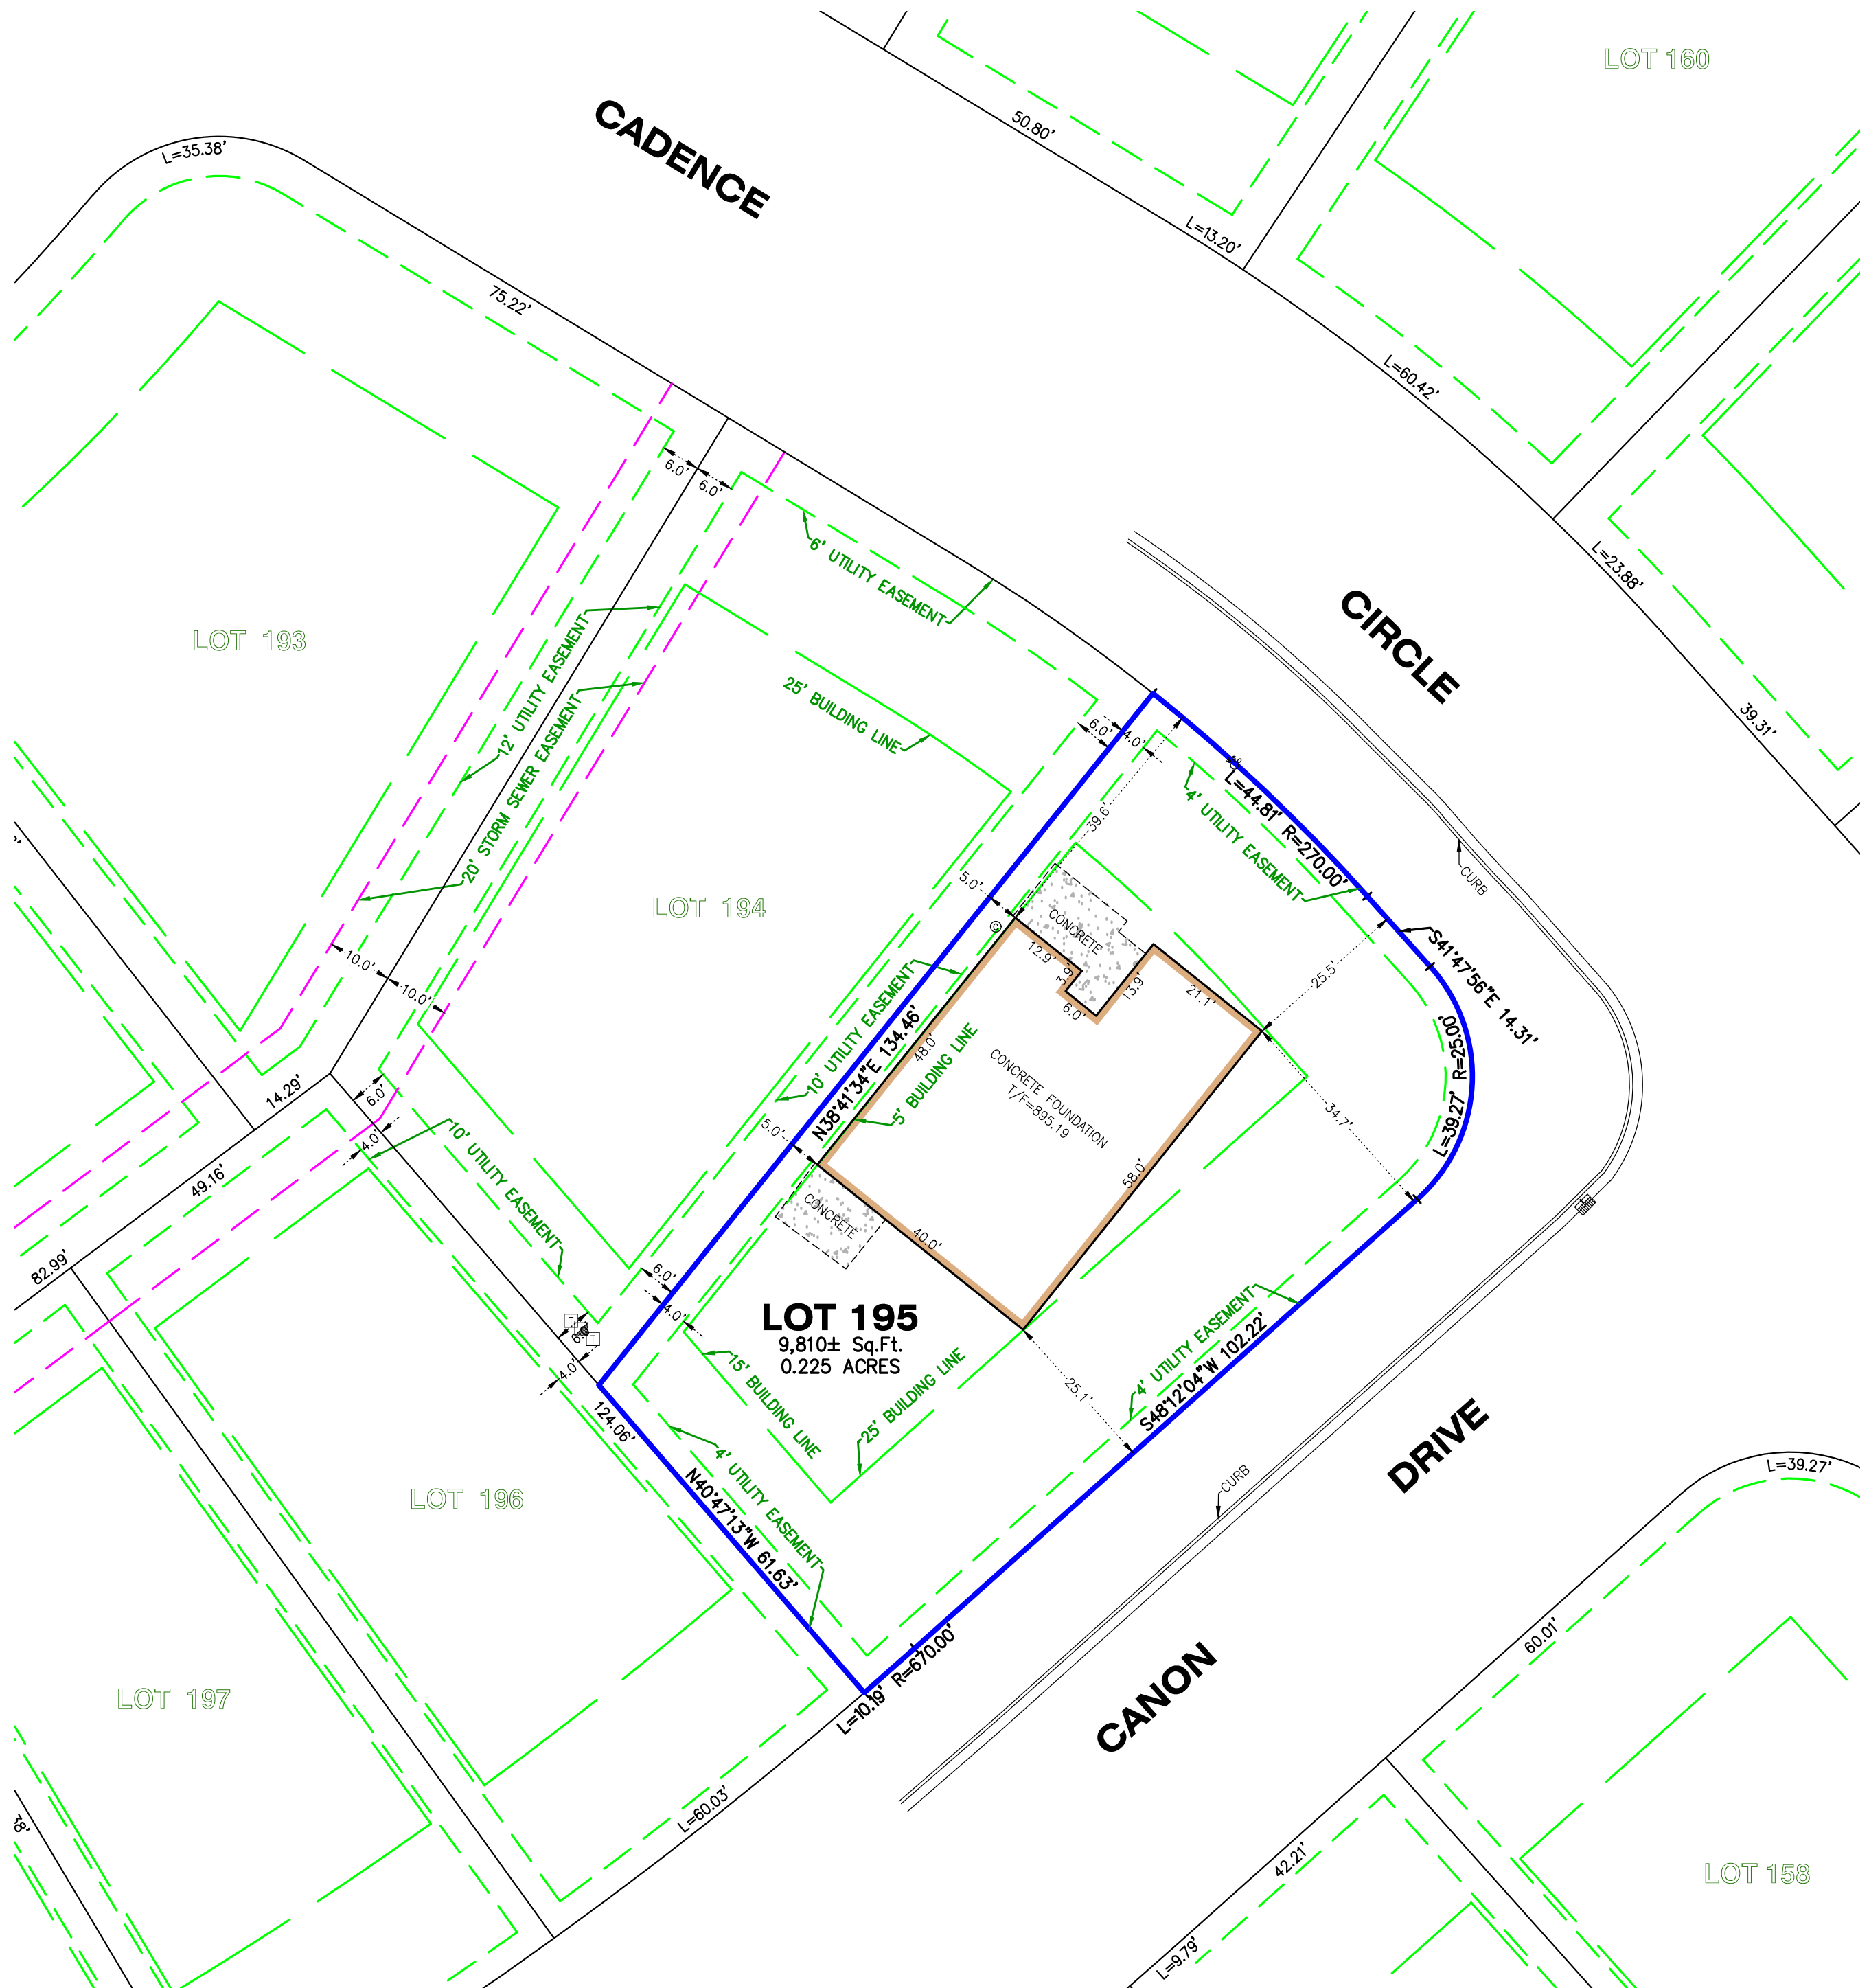 LOT 160
CADENCE
50.80'
L=35.38'
L=13.20'
75.22'
L=60.42'
6.0'
6.0'
6' UTILITY EASEMENT
L=23.88'
CIRCLE
LOT 193
12' UTILITY EASEMENT
20' STORM SEWER EASEMENT
25' BUILDING LINE
39.31'
6.0'
4.0'
L=44.81' R=270.00'
4' UTILITY EASEMENT
39.6'
CURB
LOT 194
5.0'
©
CONCRETE
12.9'
3.9'
6.0'
13.9'
21.1'
25.5'
S41°47'56"E 14.31'
10.0'
10.0'
10' UTILITY EASEMENT
N38°41'34"E 134.46'
48.0'
5' BUILDING LINE
CONCRETE FOUNDATION
T/F=895.19
L=39.27' R=25.00'
34.7'
14.29'
6.0'
4.0'
5.0'
10' UTILITY EASEMENT
49.16'
58.0'
CONCRETE
40.0'
82.99'
6.0'
4.0'
LOT 195
9,810± Sq.Ft.
0.225 ACRES
T
T
6.0'
4.0'
4' UTILITY EASEMENT
S48°12'04"W 102.22'
15' BUILDING LINE
25' BUILDING LINE
25.1'
124.06'
4' UTILITY EASEMENT
N40°47'13"W 61.63'
DRIVE
CURB
LOT 196
L=39.27'
60.01'
CANON
L=10.19' R=670.00'
LOT 197
L=60.03'
42.21'
LOT 158
L=9.79'